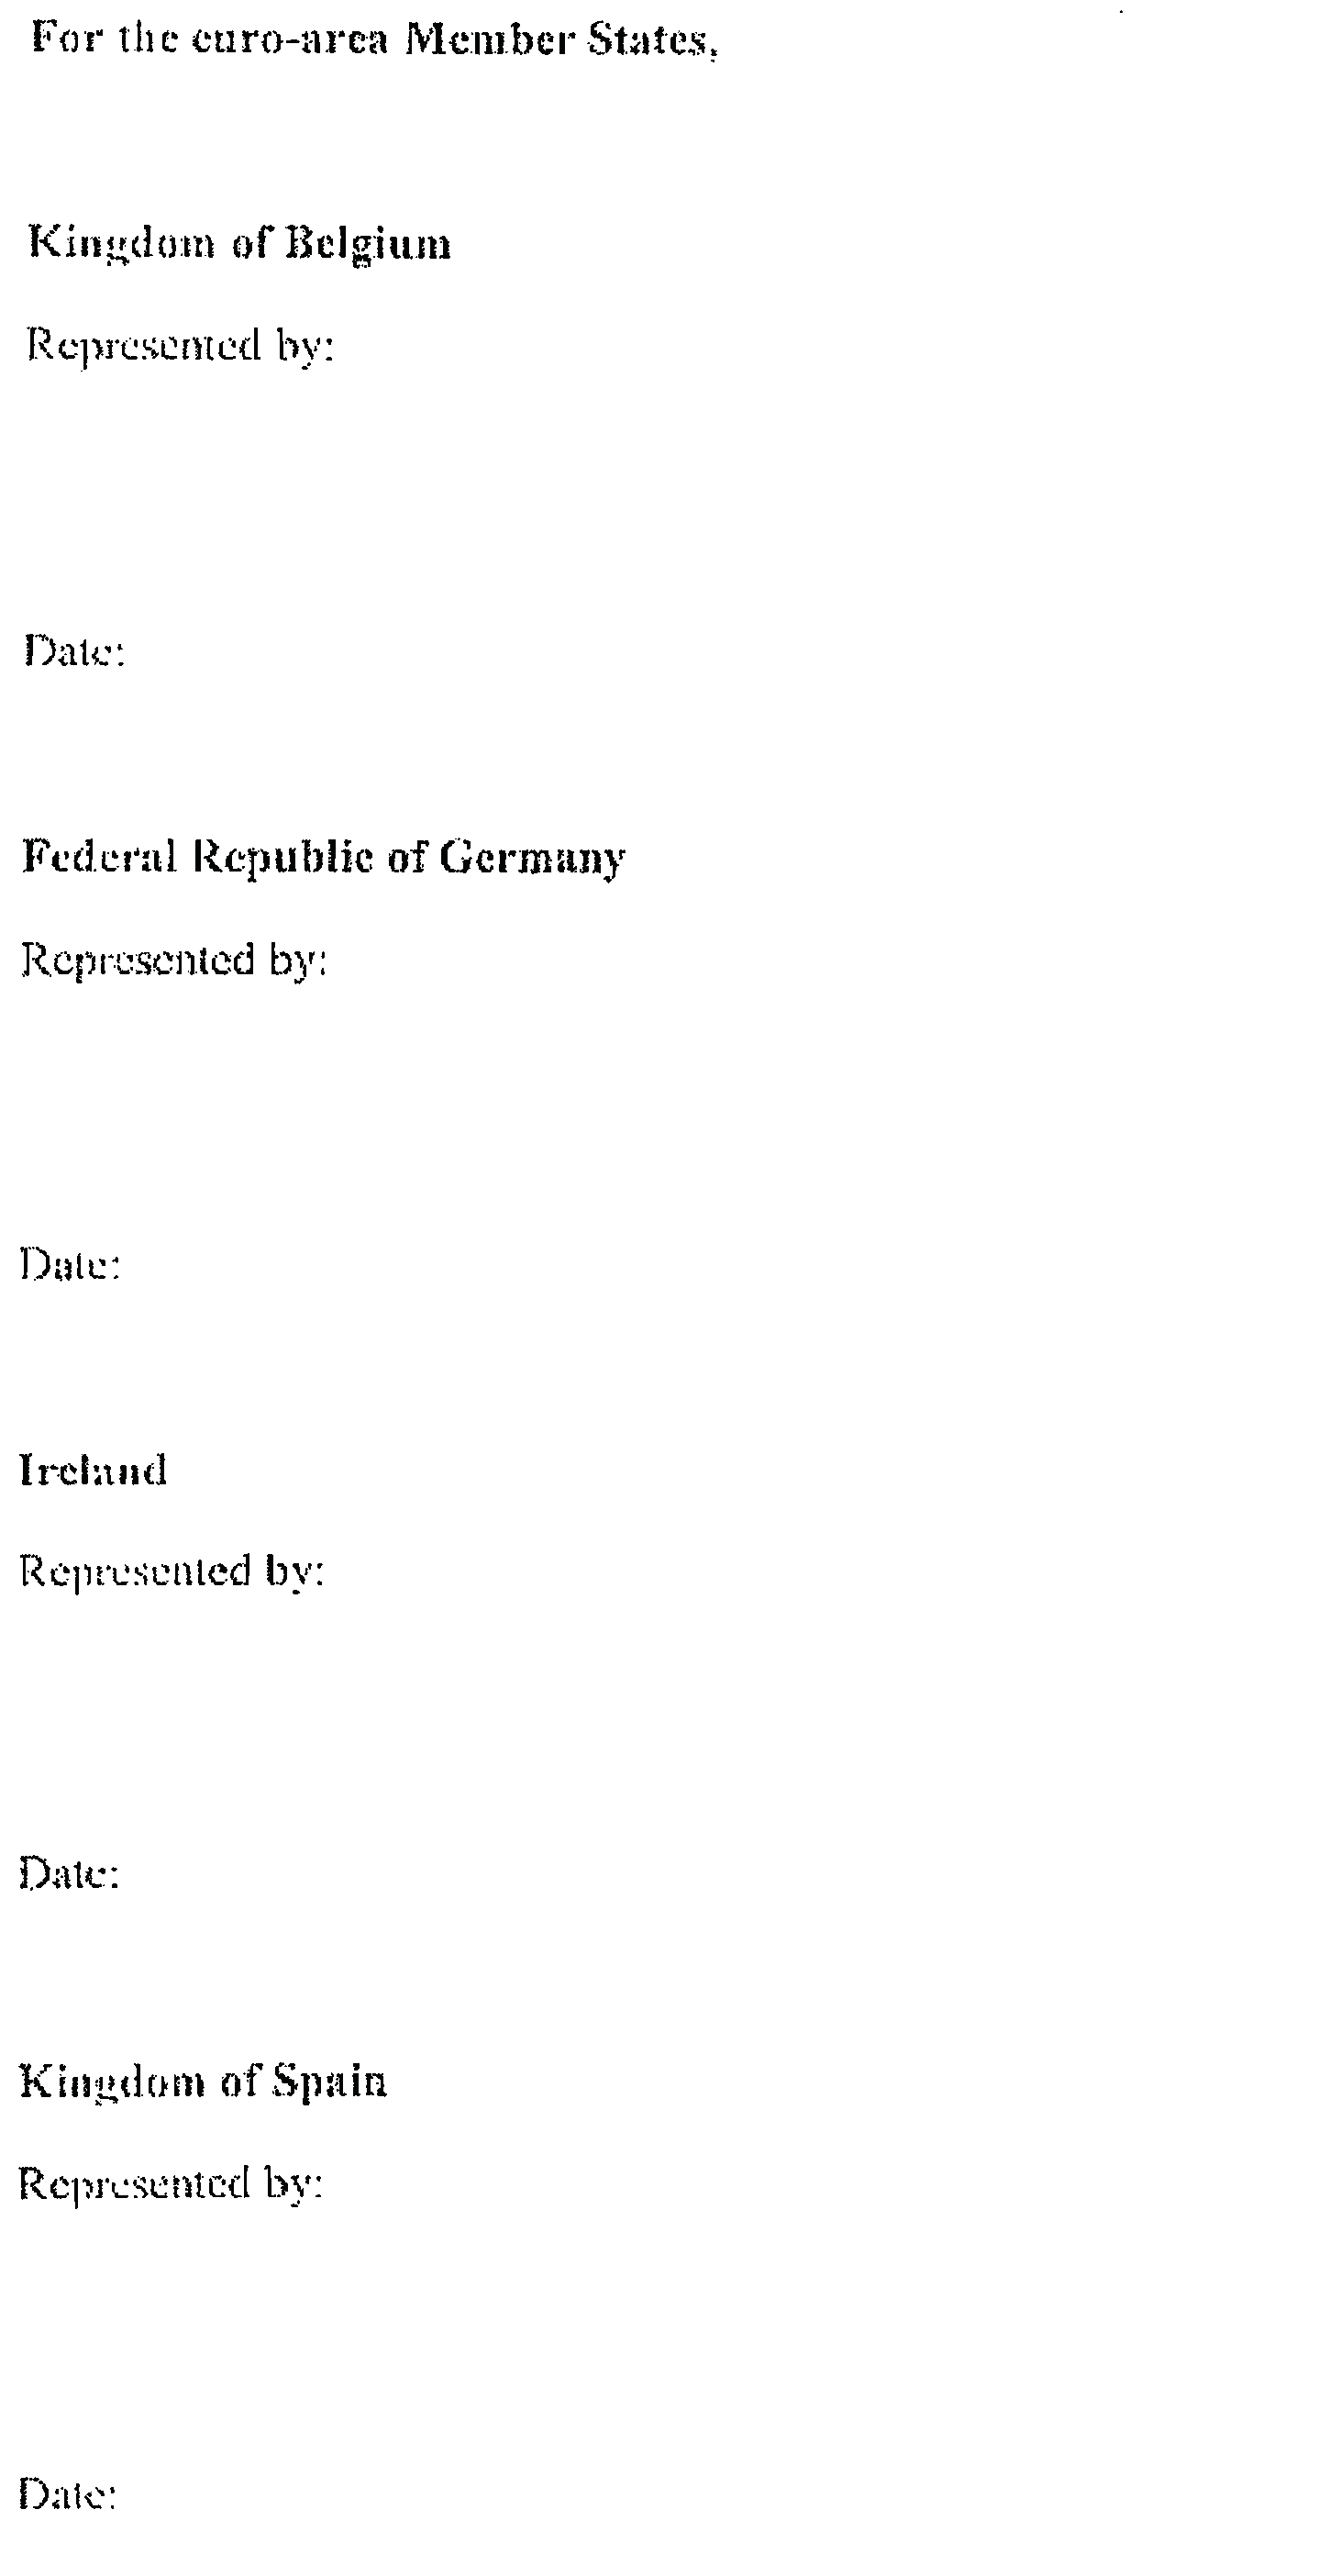 For the euro-area Member States,
Kingdom of Belgium
Represented by:
Date:
Federal Republic of Germany
Represented by:
Date:
Ireland
Represented by:
Date:
Kingdom of Spain
Represented by:
Date: